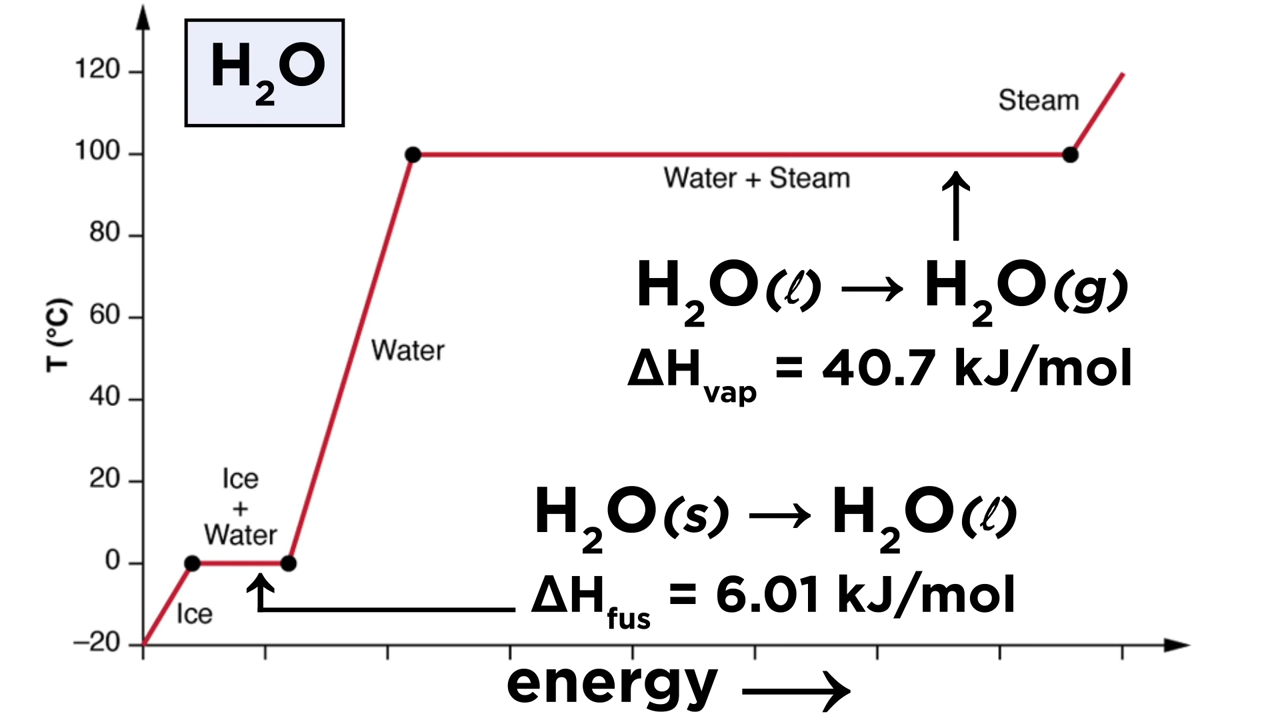 H₂O
120
100
80
60
40
20
0
–20
T (°C)
Steam
Water + Steam
H₂O(ℓ) → H₂O(g)
ΔHvap = 40.7 kJ/mol
Water
Ice
+
Water
H₂O(s) → H₂O(ℓ)
ΔHfus = 6.01 kJ/mol
Ice
energy →